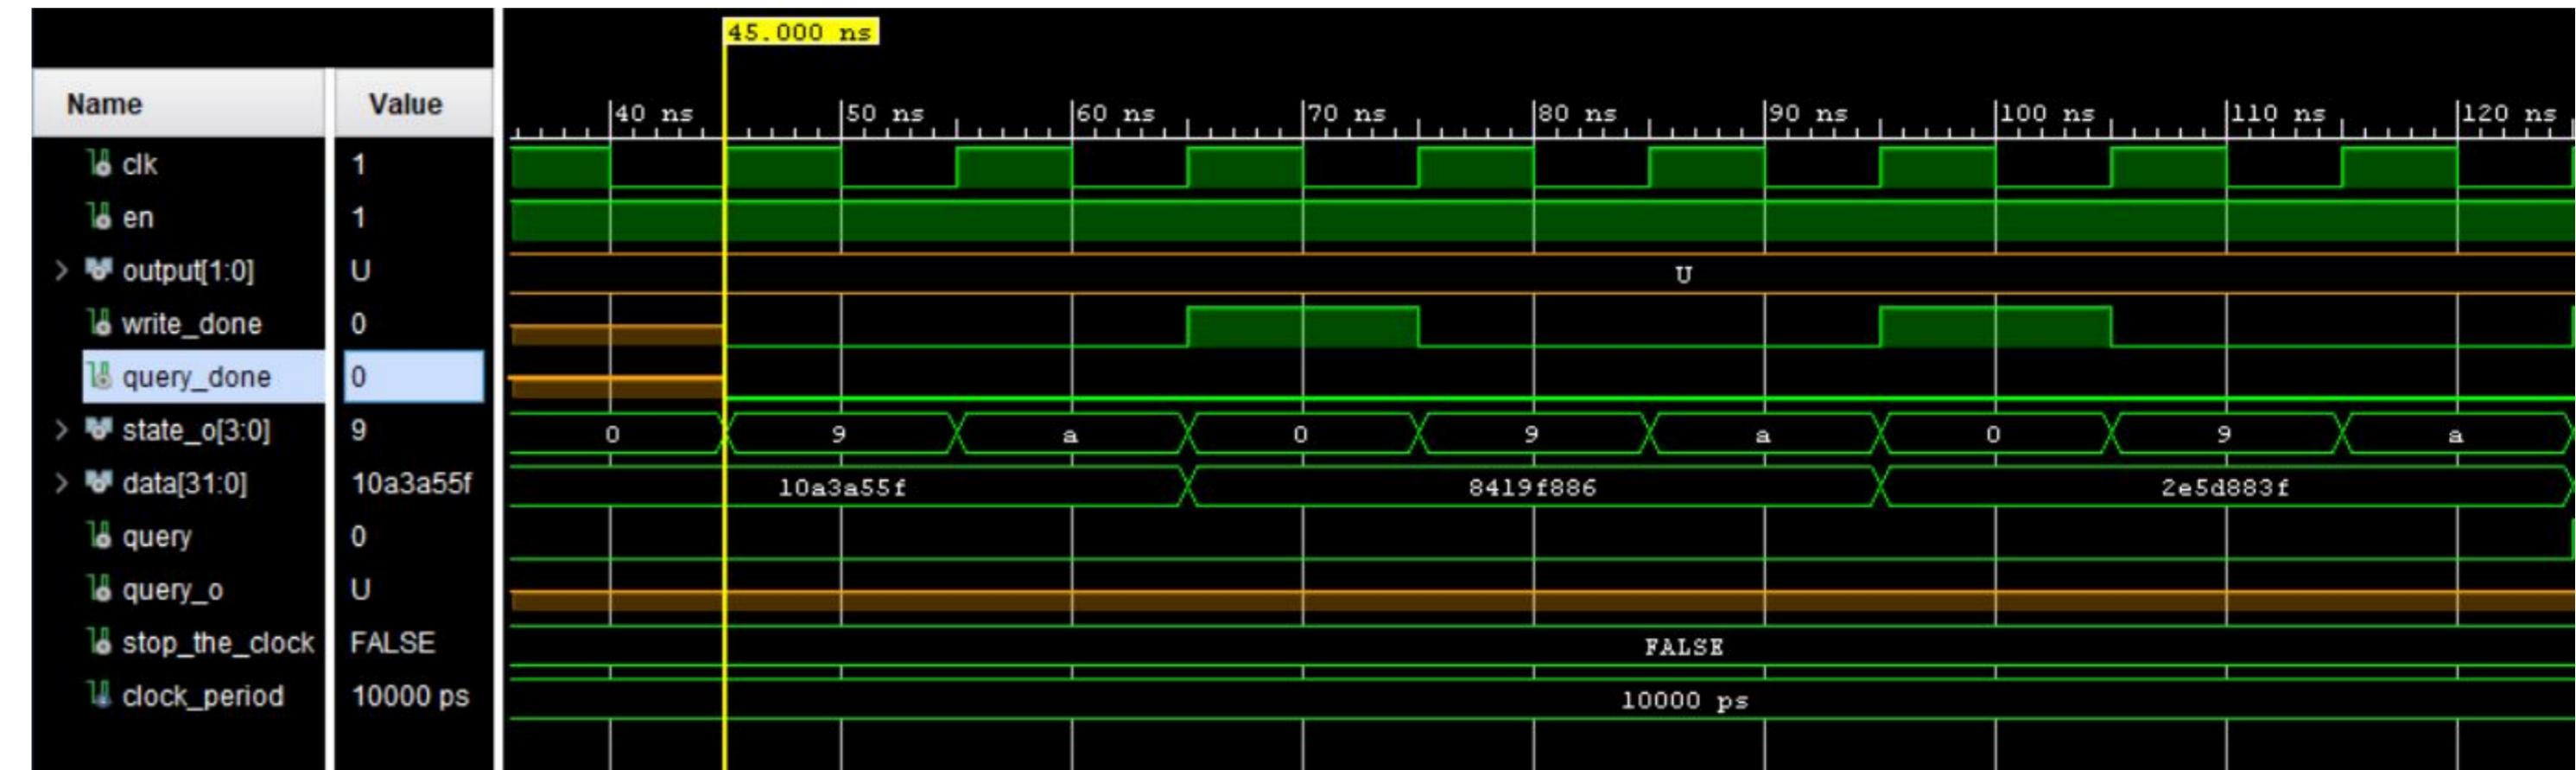 45.000 ns
Name Value
40 ns 50 ns 60 ns 70 ns 80 ns 90 ns 100 ns 110 ns 120 ns
clk 1
en 1
output[1:0] U U
write_done 0
query_done 0
state_o[3:0] 9 0 9 a 0 9 a 0 9 a
data[31:0] 10a3a55f 10a3a55f 8419f886 2e5d883f
query 0
query_o U
stop_the_clock FALSE FALSE
clock_period 10000 ps 10000 ps